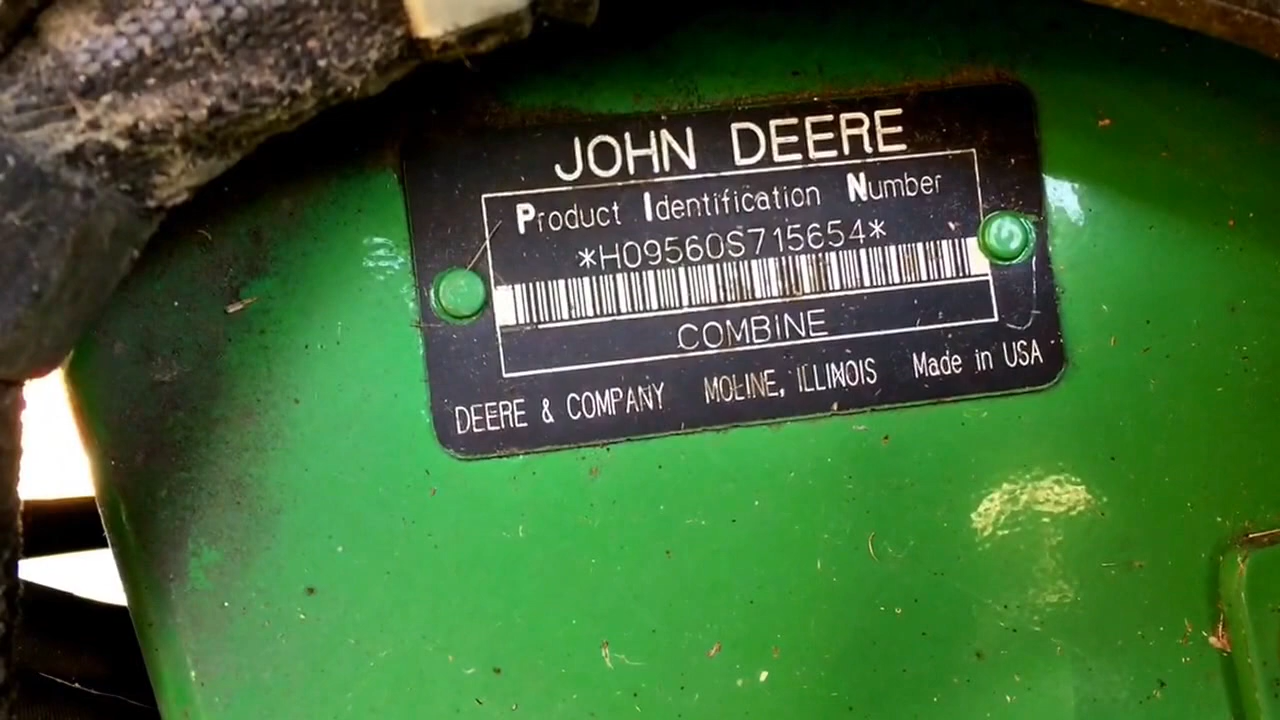 JOHN DEERE
Product Identification Number
*H09560S715654*
COMBINE
DEERE & COMPANY MOLINE, ILLINOIS Made in USA